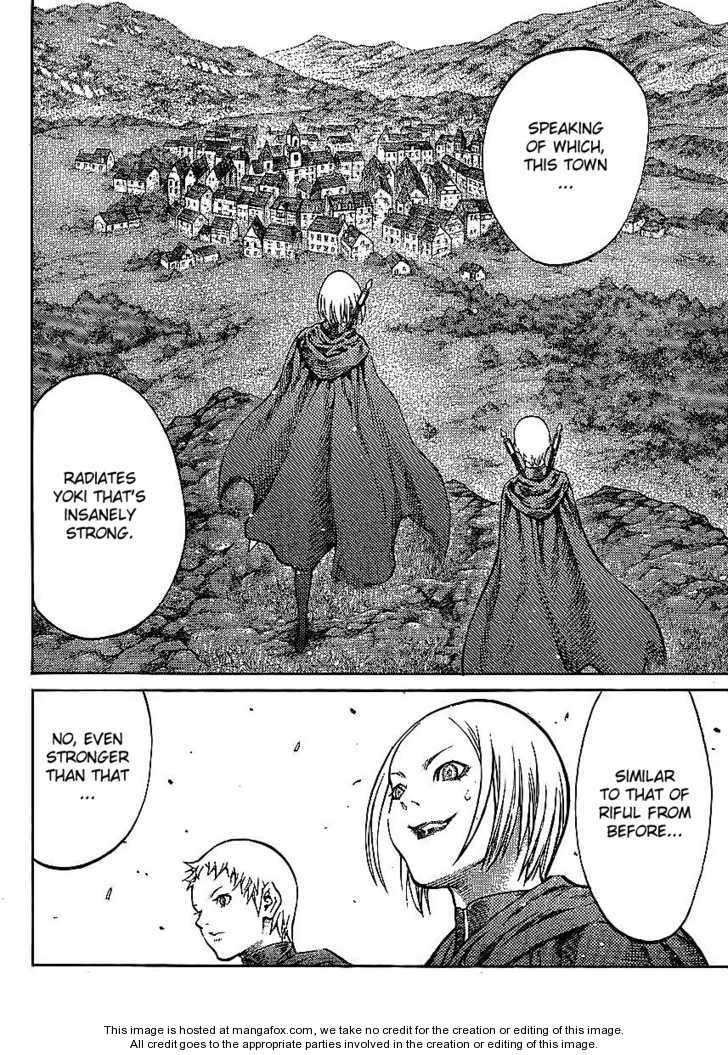 SPEAKING
OF WHICH,
THIS TOWN
...
RADIATES
YOKI THAT'S
INSANELY
STRONG.
SIMILAR
TO THAT OF
RIFUL FROM
BEFORE...
NO, EVEN
STRONGER
THAN THAT
...
This image is hosted at mangafox.com, we take no credit for the creation or editing of this image.
All credit goes to the appropriate parties involved in the creation or editing of this image.